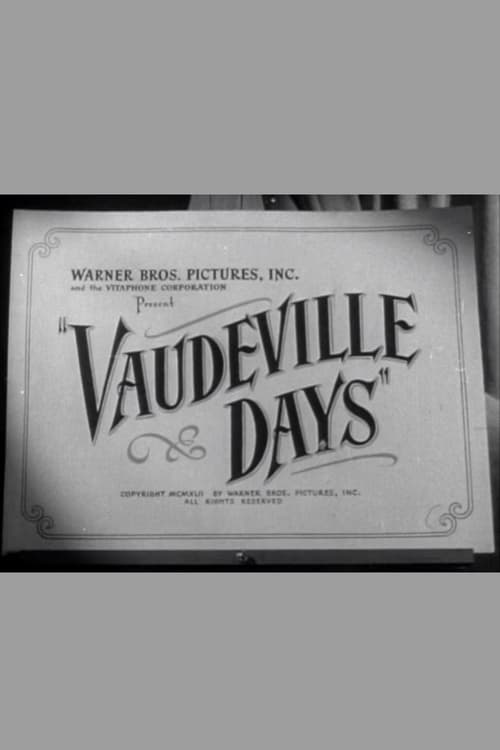 WARNER BROS. PICTURES, INC.
and the VITAPHONE CORPORATION
Present
"VAUDEVILLE
DAYS"
COPYRIGHT MCMXLII BY WARNER BROS. PICTURES, INC.
ALL RIGHTS RESERVED